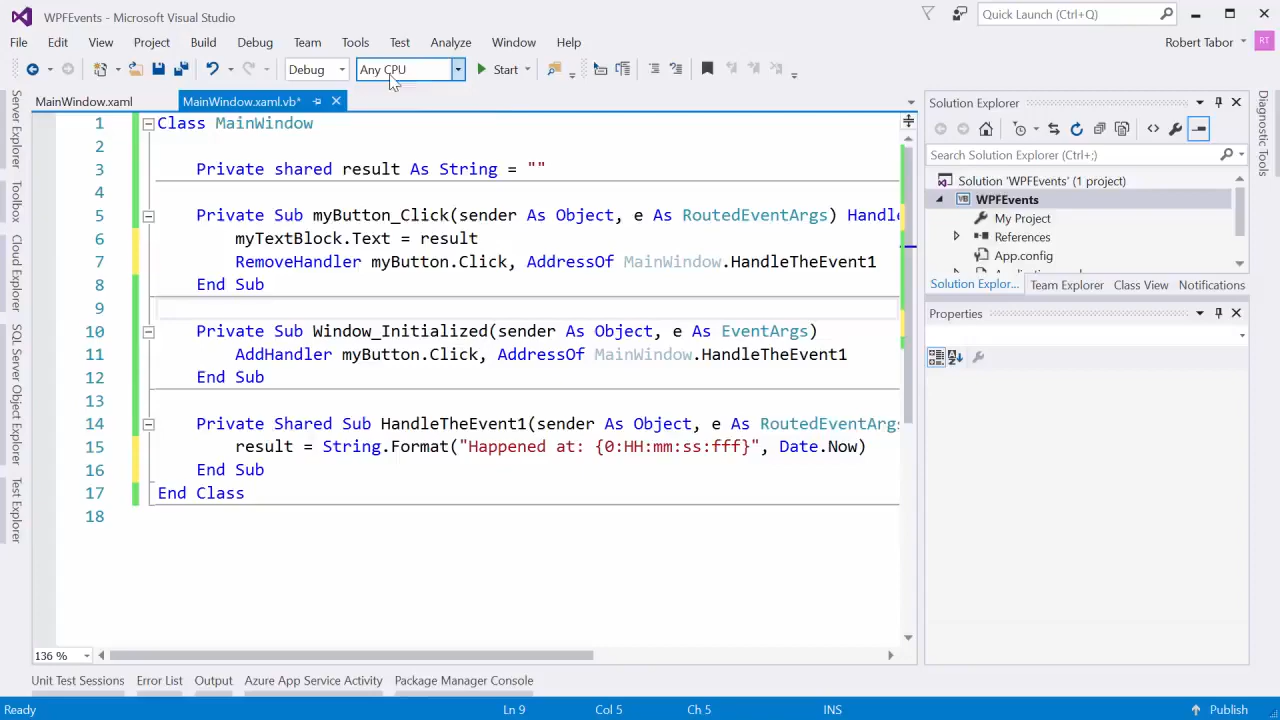 WPFEvents - Microsoft Visual Studio
Quick Launch (Ctrl+Q)
File Edit View Project Build Debug Team Tools Test Analyze Window Help
Robert Tabor RT
Debug Any CPU Start
MainWindow.xaml MainWindow.xaml.vb*
Server Explorer
Toolbox
Cloud Explorer
SQL Server Object Explorer
Test Explorer
1 Class MainWindow
2
3 Private shared result As String = ""
4
5 Private Sub myButton_Click(sender As Object, e As RoutedEventArgs) Handle
6 myTextBlock.Text = result
7 RemoveHandler myButton.Click, AddressOf MainWindow.HandleTheEvent1
8 End Sub
9
10 Private Sub Window_Initialized(sender As Object, e As EventArgs)
11 AddHandler myButton.Click, AddressOf MainWindow.HandleTheEvent1
12 End Sub
13
14 Private Shared Sub HandleTheEvent1(sender As Object, e As RoutedEventArgs
15 result = String.Format("Happened at: {0:HH:mm:ss:fff}", Date.Now)
16 End Sub
17 End Class
18
136 %
Solution Explorer
Search Solution Explorer (Ctrl+;)
Solution 'WPFEvents' (1 project)
VB WPFEvents
My Project
References
App.config
Solution Explor... Team Explorer Class View Notifications
Properties
Diagnostic Tools
Unit Test Sessions Error List Output Azure App Service Activity Package Manager Console
Ready Ln 9 Col 5 Ch 5 INS Publish